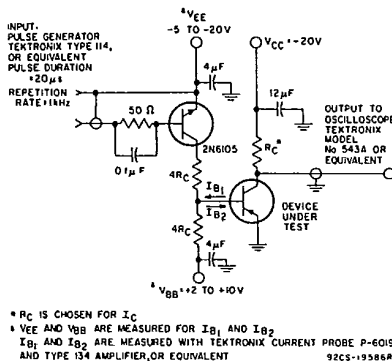 INPUT:
PULSE GENERATOR
TEKTRONIX TYPE 114,
OR EQUIVALENT
PULSE DURATION
=20μs
REPETITION
RATE=1kHz
* VEE
-5 TO -20V
VCC=-20V
4μF
12μF
50 Ω
2N6105
0.1μF
RC*
OUTPUT TO
OSCILLOSCOPE
TEKTRONIX
MODEL
No 543A OR
EQUIVALENT
4RC
IB1
IB2
4RC
DEVICE
UNDER
TEST
4μF
* VBB=+2 TO +10V
* RC IS CHOSEN FOR IC
* VEE AND VBB ARE MEASURED FOR IB1 AND IB2
IB1 AND IB2 ARE MEASURED WITH TEKTRONIX CURRENT PROBE P-6019
AND TYPE 134 AMPLIFIER, OR EQUIVALENT
92CS-19586A